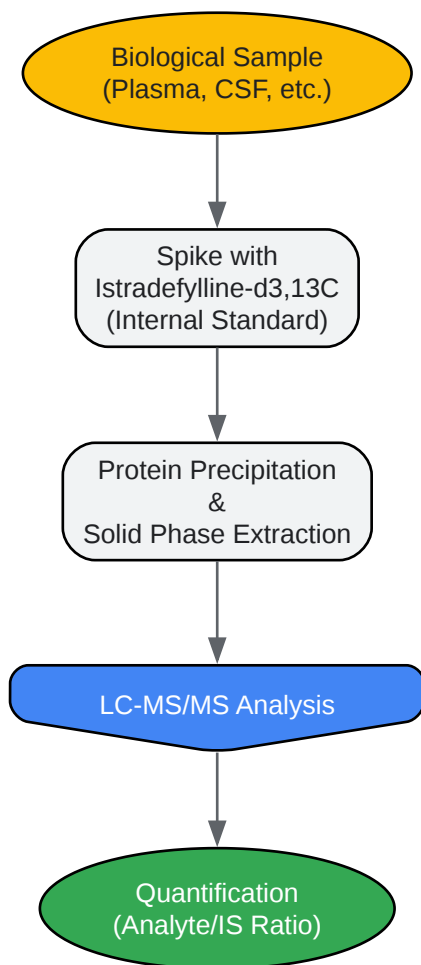 Biological Sample
(Plasma, CSF, etc.)
Spike with
Istradefylline-d3,13C
(Internal Standard)
Protein Precipitation
&
Solid Phase Extraction
LC-MS/MS Analysis
Quantification
(Analyte/IS Ratio)